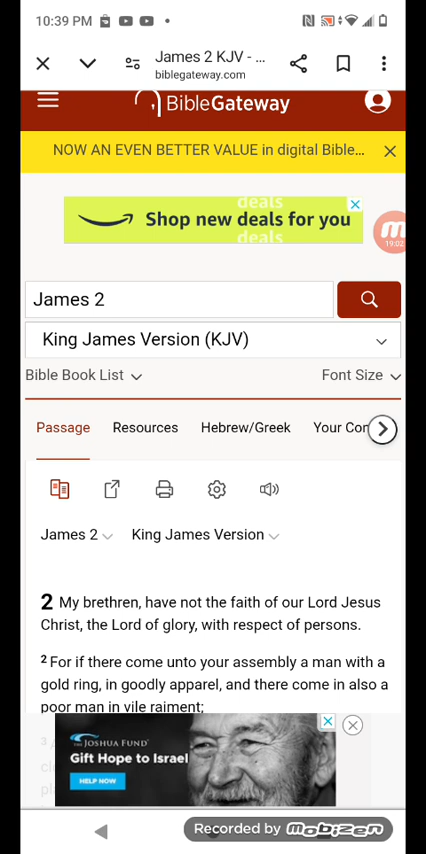 10:39 PM
James 2 KJV - ...
biblegateway.com
BibleGateway
NOW AN EVEN BETTER VALUE in digital Bible...
deals
Shop new deals for you
deals
19:02
James 2
King James Version (KJV)
Bible Book List
Font Size
Passage Resources Hebrew/Greek Your Con
James 2 King James Version
2 My brethren, have not the faith of our Lord Jesus
Christ, the Lord of glory, with respect of persons.
2 For if there come unto your assembly a man with a
gold ring, in goodly apparel, and there come in also a
poor man in vile raiment;
3
THE JOSHUA FUND
Gift Hope to Israel
HELP NOW
Recorded by mobizen